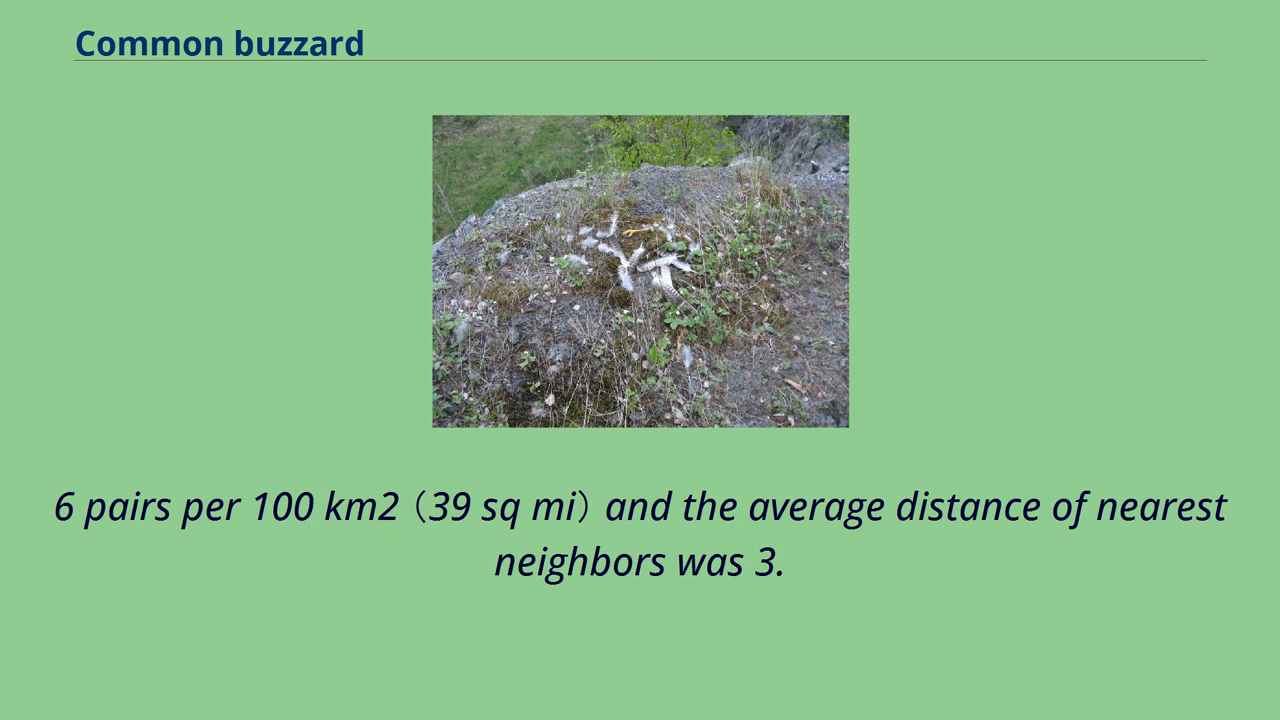 Common buzzard
6 pairs per 100 km2 (39 sq mi) and the average distance of nearest
neighbors was 3.